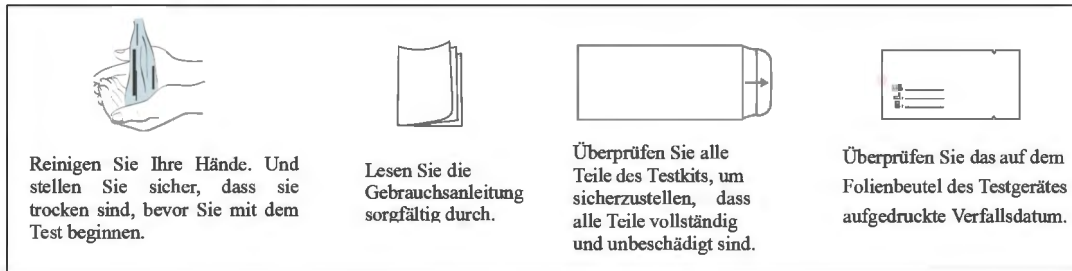 Reinigen Sie Ihre Hände. Und
stellen Sie sicher, dass sie
trocken sind, bevor Sie mit dem
Test beginnen.
Lesen Sie die
Gebrauchsanleitung
sorgfältig durch.
Überprüfen Sie alle
Teile des Testkits, um
sicherzustellen, dass
alle Teile vollständig
und unbeschädigt sind.
Überprüfen Sie das auf dem
Folienbeutel des Testgerätes
aufgedruckte Verfallsdatum.